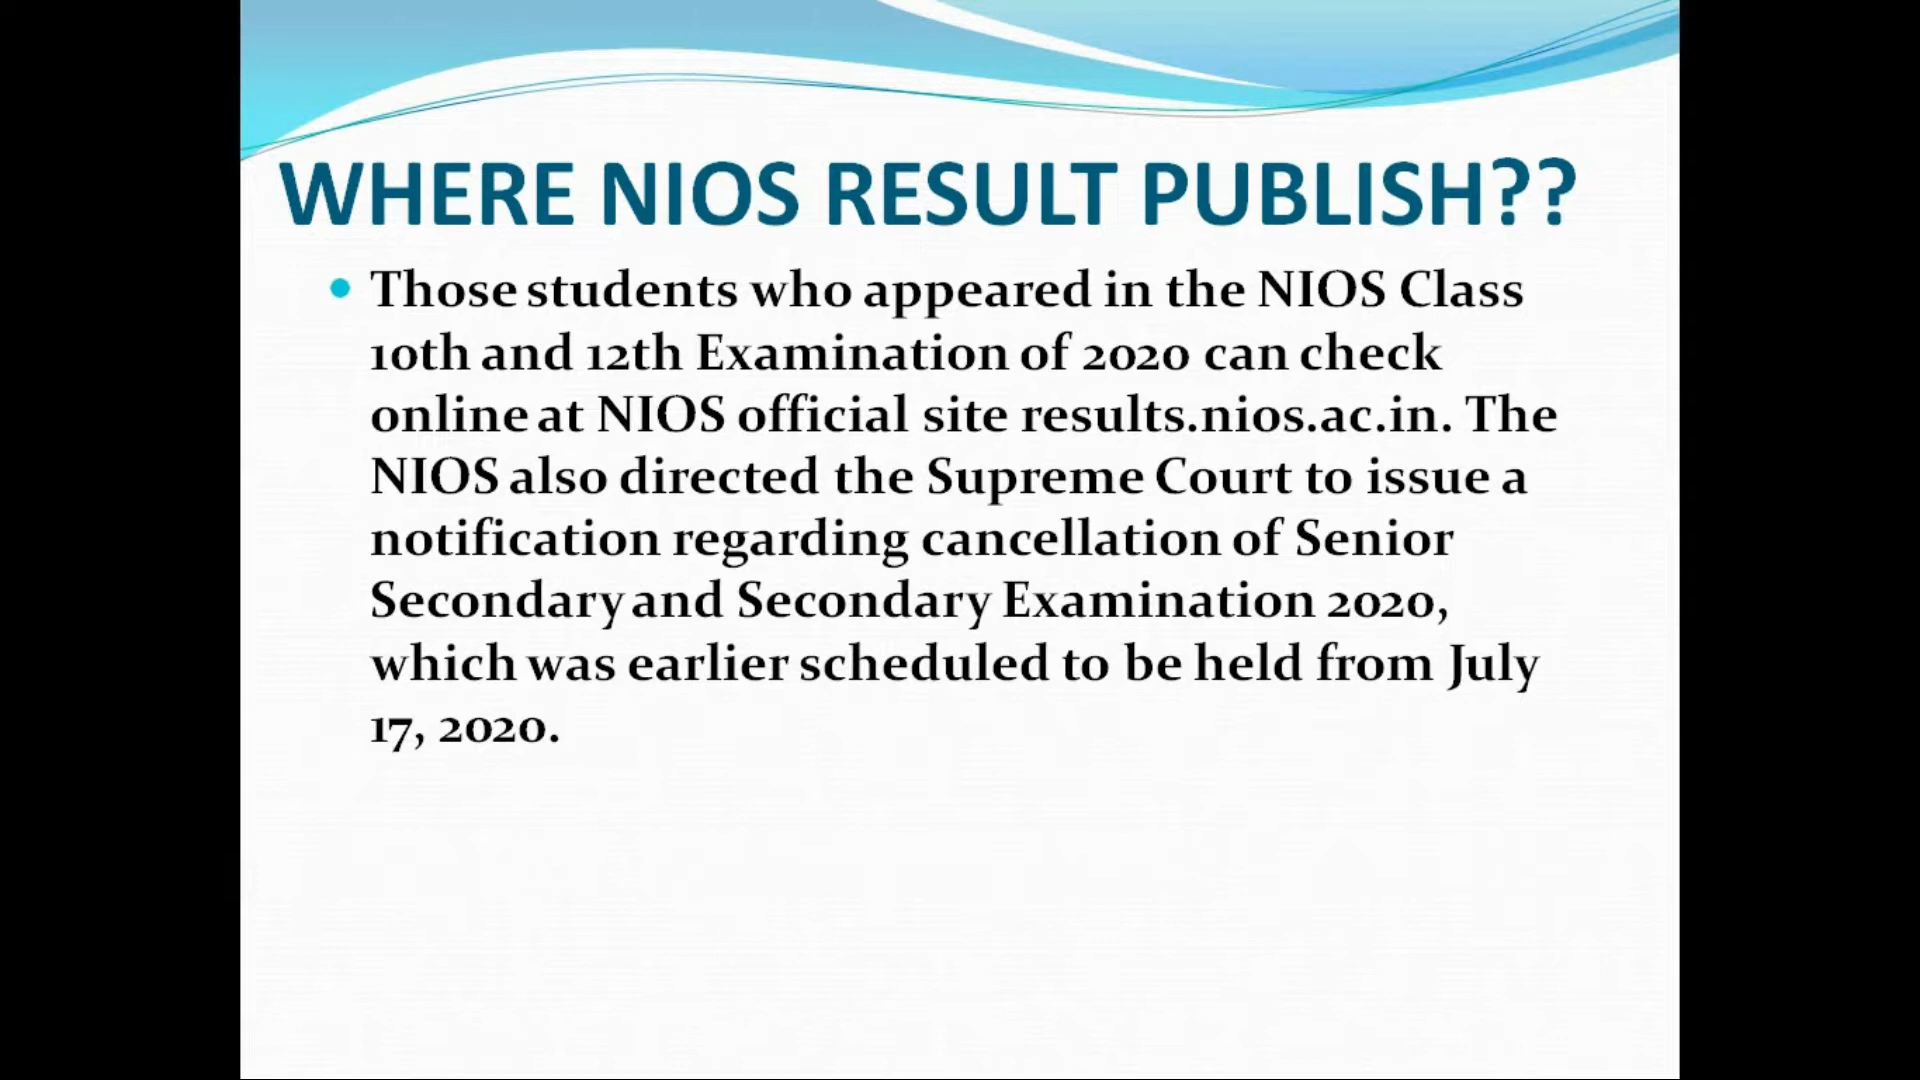 WHERE NIOS RESULT PUBLISH??
• Those students who appeared in the NIOS Class
10th and 12th Examination of 2020 can check
online at NIOS official site results.nios.ac.in. The
NIOS also directed the Supreme Court to issue a
notification regarding cancellation of Senior
Secondary and Secondary Examination 2020,
which was earlier scheduled to be held from July
17, 2020.